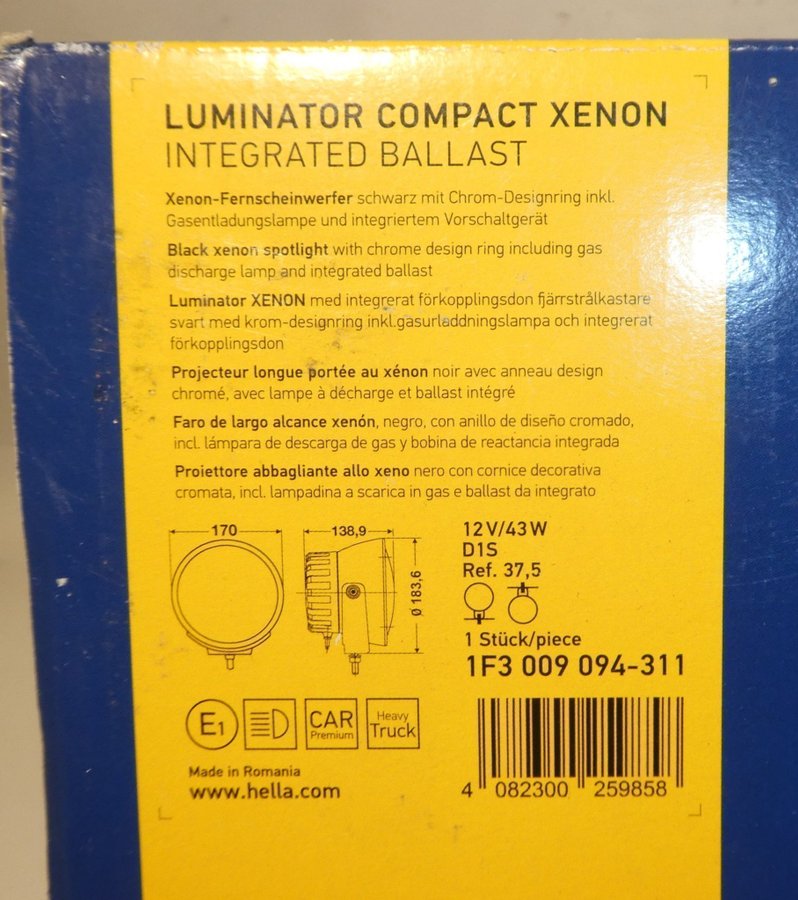 LUMINATOR COMPACT XENON
INTEGRATED BALLAST
Xenon-Fernscheinwerfer schwarz mit Chrom-Designring inkl.
Gasentladungslampe und integriertem Vorschaltgerät
Black xenon spotlight with chrome design ring including gas
discharge lamp and integrated ballast
Luminator XENON med integrerat förkopplingsdon fjärrstrålkastare
svart med krom-designring inkl.gasurladdningslampa och integrerat
förkopplingsdon
Projecteur longue portée au xénon noir avec anneau design
chromé, avec lampe à décharge et ballast intégré
Faro de largo alcance xenón, negro, con anillo de diseño cromado,
incl. lámpara de descarga de gas y bobina de reactancia integrada
Proiettore abbagliante allo xeno nero con cornice decorativa
cromata, incl. lampadina a scarica in gas e ballast da integrato
170
138,9
Ø 183,6
12V/43W
D1S
Ref. 37,5
1 Stück/piece
1F3 009 094-311
E1
CAR
Premium
Heavy
Truck
Made in Romania
www.hella.com
4 082300 259858